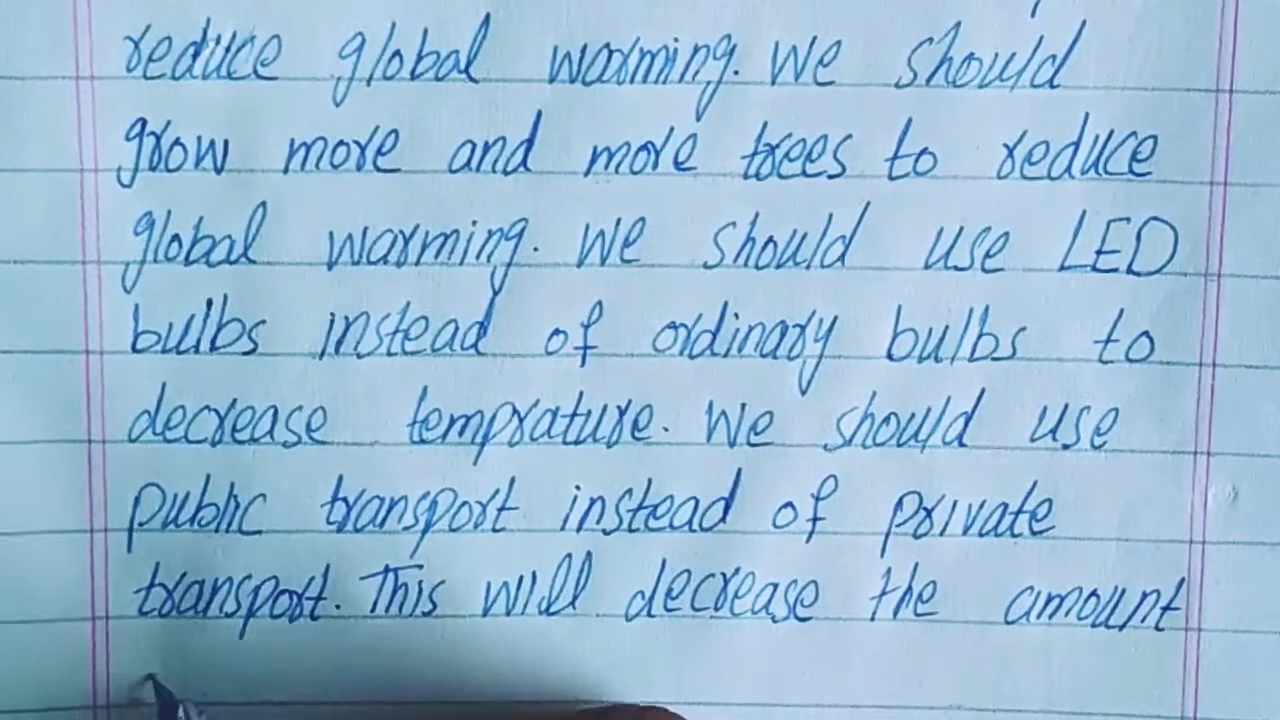 reduce global warming. We should
grow more and more trees to reduce
global warming. We should use LED
bulbs instead of ordinary bulbs to
decrease temprature. We should use
public transport instead of private
transport. This will decrease the amount